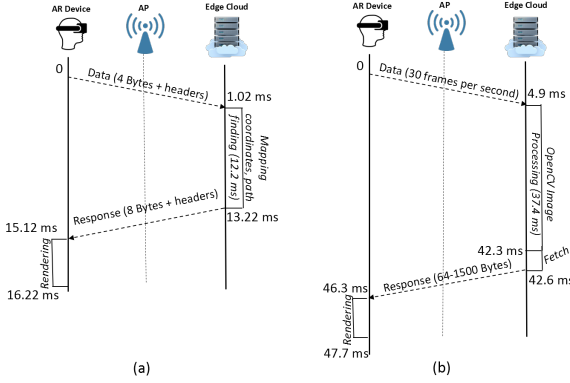 AR Device
AP
Edge Cloud
0
Data (4 Bytes + headers)
1.02 ms
Mapping
coordinates, path
finding (12.2 ms)
Response (8 Bytes + headers)
13.22 ms
15.12 ms
Rendering
16.22 ms
(a)
AR Device
AP
Edge Cloud
0
Data (30 frames per second)
4.9 ms
OpenCV Image
Processing (37.4 ms)
42.3 ms
Fetch
Response (64-1500 Bytes)
42.6 ms
46.3 ms
Rendering
47.7 ms
(b)